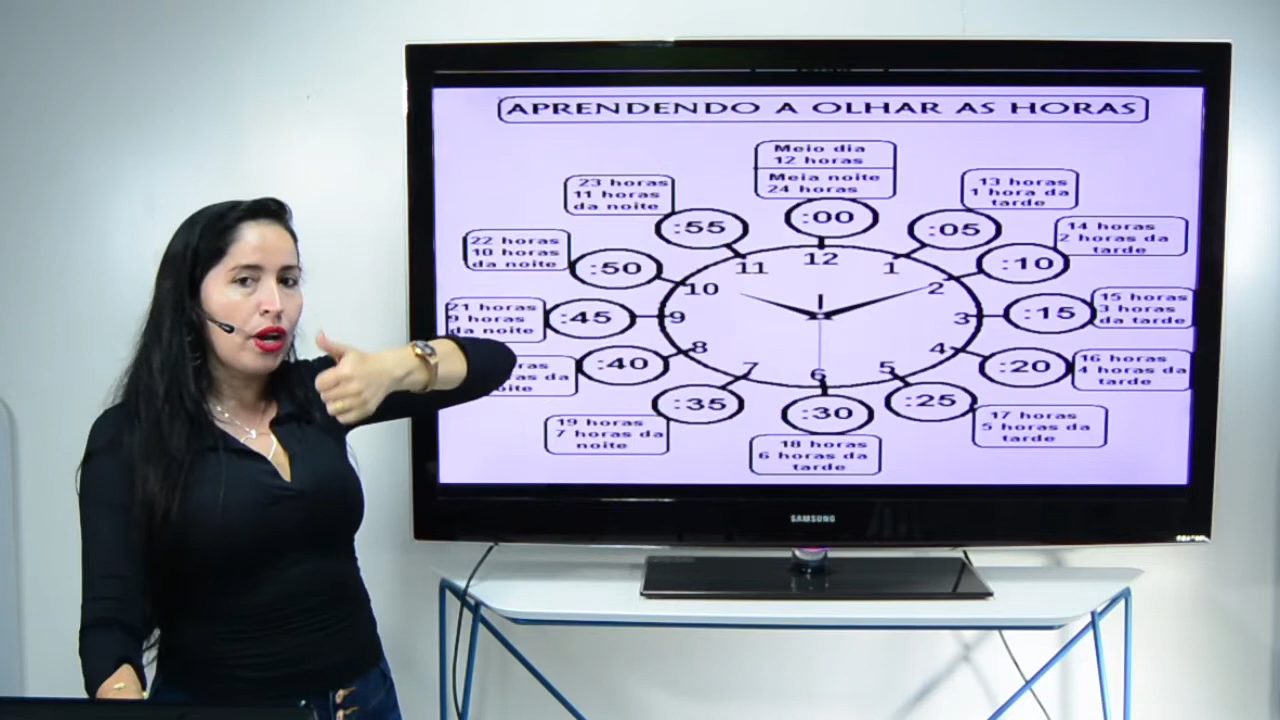 APRENDENDO A OLHAR AS HORAS
Meio dia
12 horas
Meia noite
24 horas
:00
13 horas
1 hora da
tarde
:05
14 horas
2 horas da
tarde
:10
15 horas
3 horas
da tarde
:15
16 horas
4 horas da
tarde
:20
17 horas
5 horas da
tarde
:25
18 horas
6 horas da
tarde
:30
19 horas
7 horas da
noite
:35
da
:40
21 horas
9 horas
da noite
:45
22 horas
10 horas
da noite
:50
23 horas
11 horas
da noite
:55
12
1
2
3
4
5
6
7
8
9
10
11
SAMSUNG